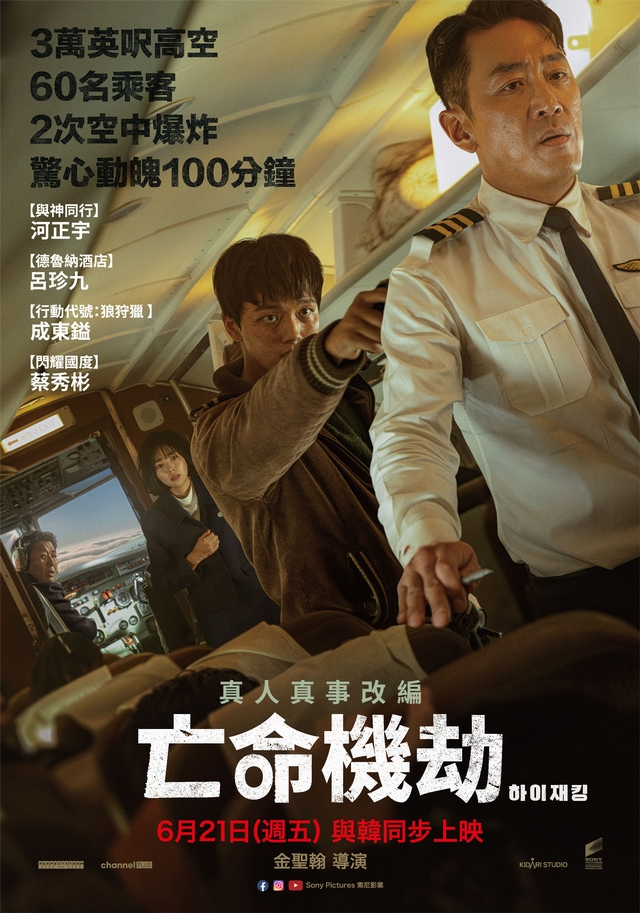 3萬英呎高空
60名乘客
2次空中爆炸
驚心動魄100分鐘
【與神同行】
河正宇
【德魯納酒店】
呂珍九
【行動代號：狼狩獵】
成東鎰
【閃耀國度】
蔡秀彬
真人真事改編
亡命機劫
하이재킹
6月21日(週五) 與韓同步上映
金聖翰 導演
channel PLUS
KIDARI STUDIO
SONY PICTURES
Sony Pictures 索尼影業